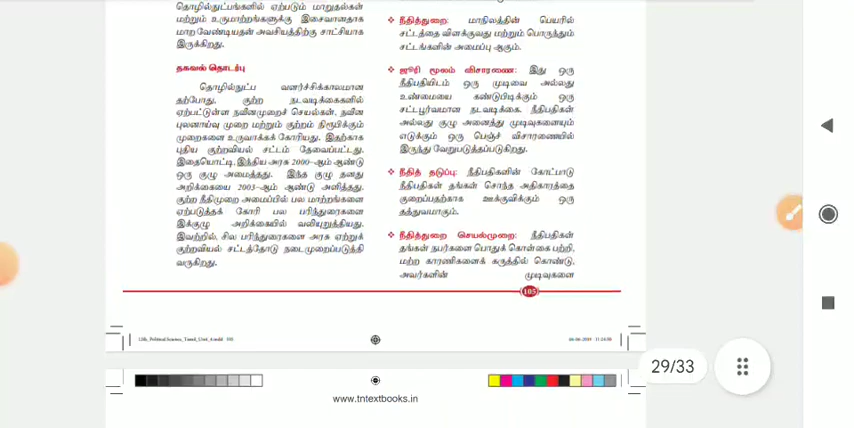 தொழில்நுட்பங்களில் ஏற்படும் மாறுதல்கள்
மற்றும் உருமாற்றங்களுக்கு இசைவானதாக
மாற வேண்டியதன் அவசியத்திற்கு சாட்சியாக
இருக்கிறது.
தகவல் தொடர்பு
தொழில்நுட்ப வளர்ச்சிக்காலமான
தற்போது, குற்ற நடவடிக்கைகளில்
ஏற்பட்டுள்ள நவீனமுறைச் செயல்கள், நவீன
புலனாய்வு முறை மற்றும் குற்றம் நிரூபிக்கும்
முறைகளை உருவாக்கக் கோரியது. இதற்காக
புதிய குற்றவியல் சட்டம் தேவைப்பட்டது.
இதையொட்டி, இந்திய அரசு 2000-ஆம் ஆண்டு
ஒரு குழு அமைத்தது. இந்த குழு தனது
அறிக்கையை 2003-ஆம் ஆண்டு அளித்தது.
குற்ற நீதிமுறை அமைப்பில் பல மாற்றங்களை
ஏற்படுத்தக் கோரி பல பரிந்துரைகளை
இக்குழு அறிக்கையில் வலியுறுத்தியது.
இவற்றில், சில பரிந்துரைகளை அரசு ஏற்றுக்
குற்றவியல் சட்டத்தோடு நடைமுறைப்படுத்தி
வருகிறது.
❖ நீதித்துறை: மாநிலத்தின் பெயரில்
சட்டத்தை விளக்குவது மற்றும் பொருந்தும்
சட்டங்களின் அமைப்பு ஆகும்.
❖ ஜூரி மூலம் விசாரணை: இது ஒரு
நீதிபதியிடம் ஒரு முடிவை அல்லது
உண்மையை கண்டுபிடிக்கும் ஒரு
சட்டபூர்வமான நடவடிக்கை. நீதிபதிகள்
அல்லது குழு அனைத்து முடிவுகளையும்
எடுக்கும் ஒரு பெஞ்ச் விசாரணையில்
இருந்து வேறுபடுத்தப்படுகிறது.
❖ நீதித் தடுப்பு: நீதிபதிகளின் கோட்பாடு
நீதிபதிகள் தங்கள் சொந்த அதிகாரத்தை
குறைப்பதற்காக ஊக்குவிக்கும் ஒரு
தத்துவமாகும்.
❖ நீதித்துறை செயல்முறை: நீதிபதிகள்
தங்கள் நபர்களை பொதுக் கொள்கை பற்றி,
மற்ற காரணிகளைக் கருத்தில் கொண்டு,
அவர்களின் முடிவுகளை
105
12th_Political Science_Tamil_Unit_4.indd 105
29/33
www.tntextbooks.in